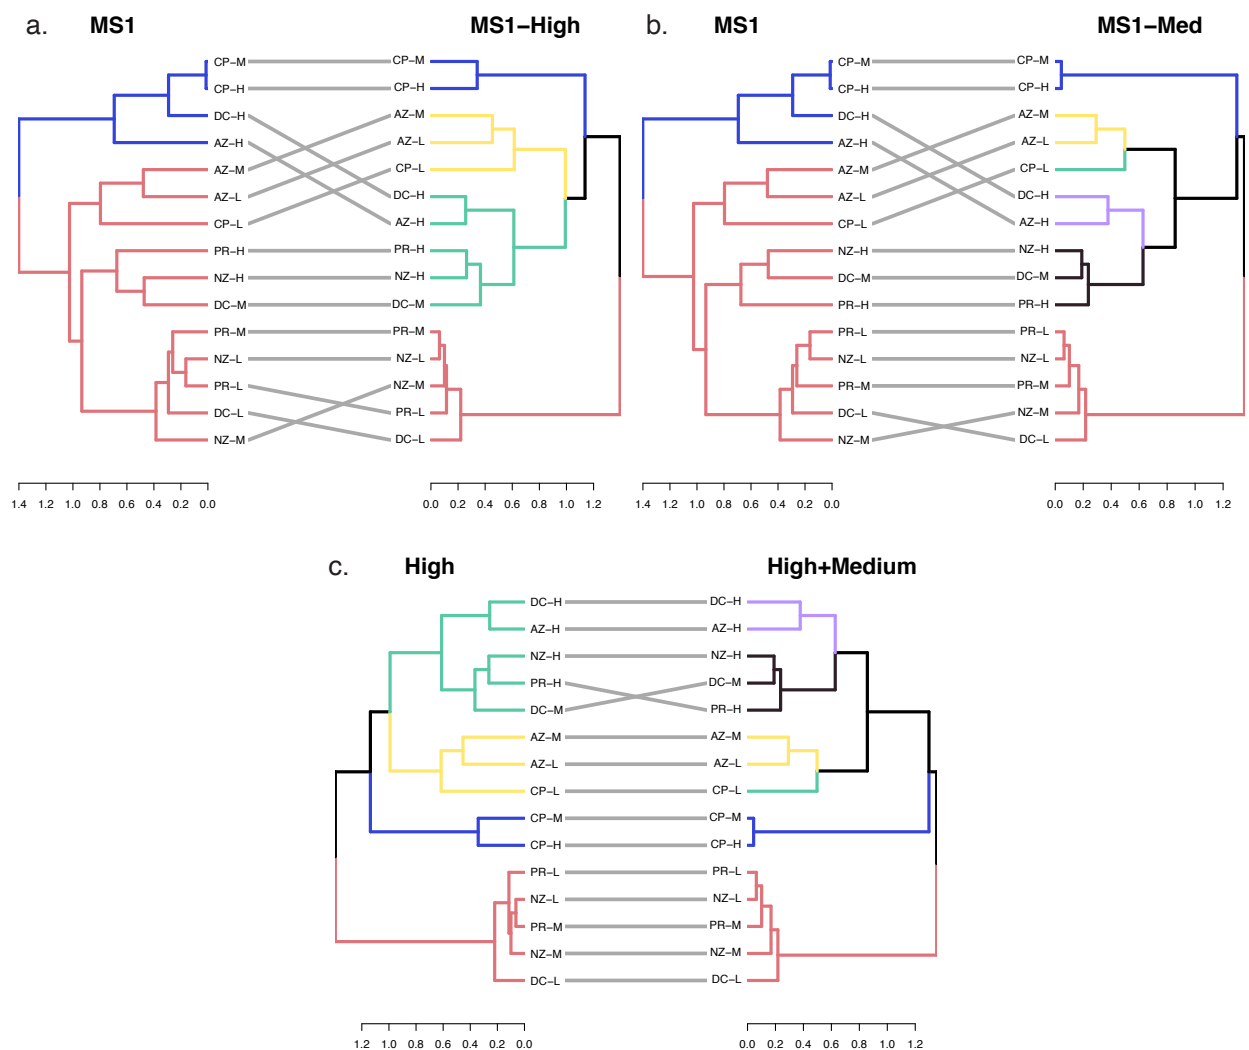 a. MS1 MS1−High
CP−M CP−M
CP−H CP−H
DC−H AZ−M
AZ−H AZ−L
AZ−M CP−L
AZ−L DC−H
CP−L AZ−H
PR−H PR−H
NZ−H NZ−H
DC−M DC−M
PR−M PR−M
NZ−L NZ−L
PR−L NZ−M
DC−L PR−L
NZ−M DC−L
1.4 1.2 1.0 0.8 0.6 0.4 0.2 0.0 0.0 0.2 0.4 0.6 0.8 1.0 1.2
b. MS1 MS1−Med
CP−M CP−M
CP−H CP−H
DC−H AZ−M
AZ−H AZ−L
AZ−M CP−L
AZ−L DC−H
CP−L AZ−H
NZ−H NZ−H
DC−M DC−M
PR−H PR−H
PR−L PR−L
NZ−L NZ−L
PR−M PR−M
DC−L NZ−M
NZ−M DC−L
1.4 1.2 1.0 0.8 0.6 0.4 0.2 0.0 0.0 0.2 0.4 0.6 0.8 1.0 1.2
c. High High+Medium
DC−H DC−H
AZ−H AZ−H
NZ−H NZ−H
PR−H DC−M
DC−M PR−H
AZ−M AZ−M
AZ−L AZ−L
CP−L CP−L
CP−M CP−M
CP−H CP−H
PR−L PR−L
NZ−L NZ−L
PR−M PR−M
NZ−M NZ−M
DC−L DC−L
1.2 1.0 0.8 0.6 0.4 0.2 0.0 0.0 0.2 0.4 0.6 0.8 1.0 1.2